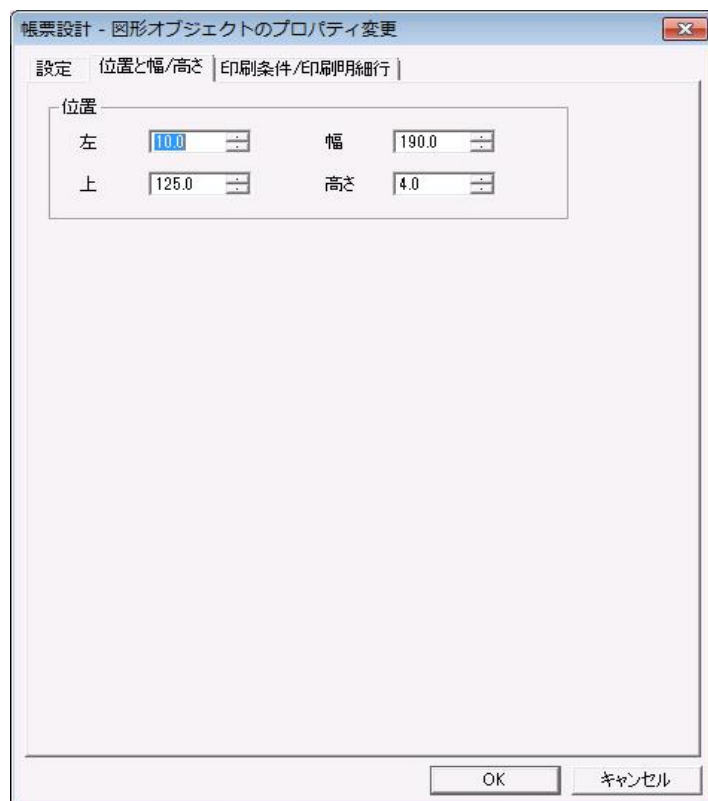 帳票設計 - 図形オブジェクトのプロパティ変更
設定 位置と幅/高さ 印刷条件/印刷明細行
位置
左 10.0 幅 190.0
上 125.0 高さ 4.0
OK キャンセル